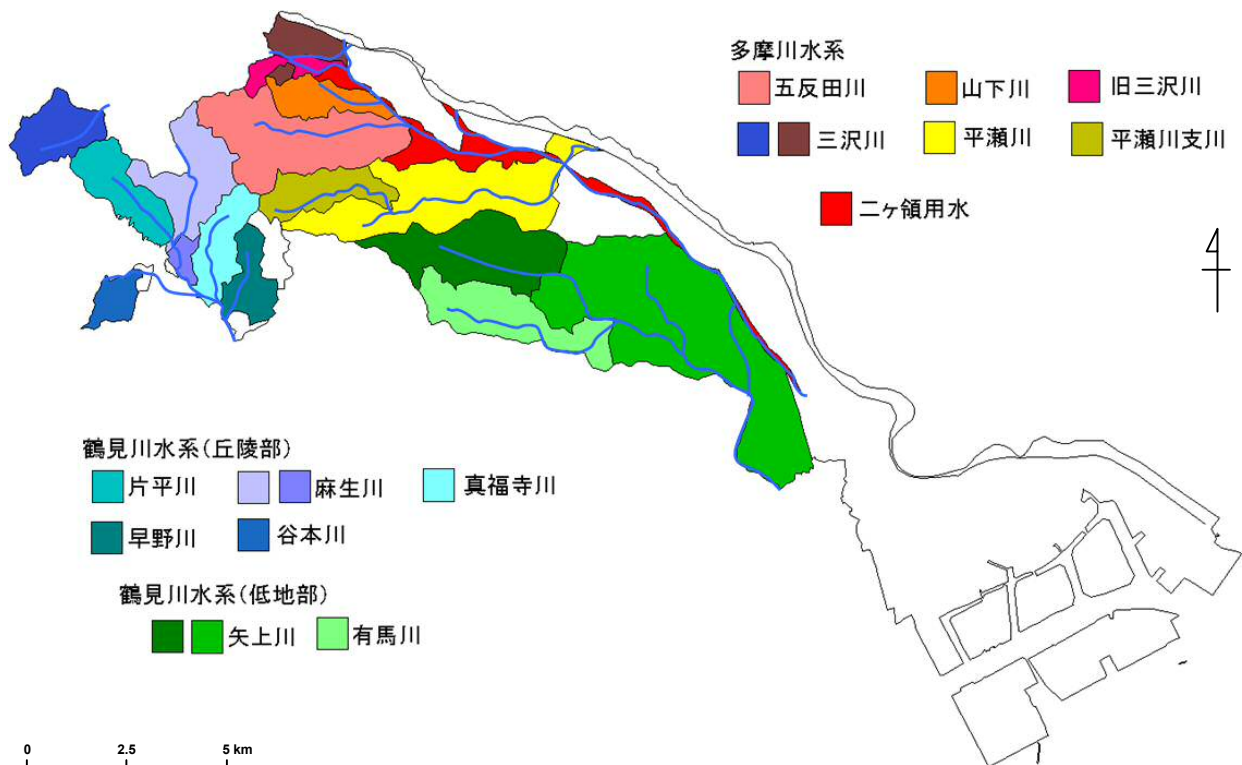 多摩川水系
五反田川 山下川 旧三沢川
三沢川 平瀬川 平瀬川支川
二ヶ領用水
鶴見川水系(丘陵部)
片平川 麻生川 真福寺川
早野川 谷本川
鶴見川水系(低地部)
矢上川 有馬川
0 2.5 5 km